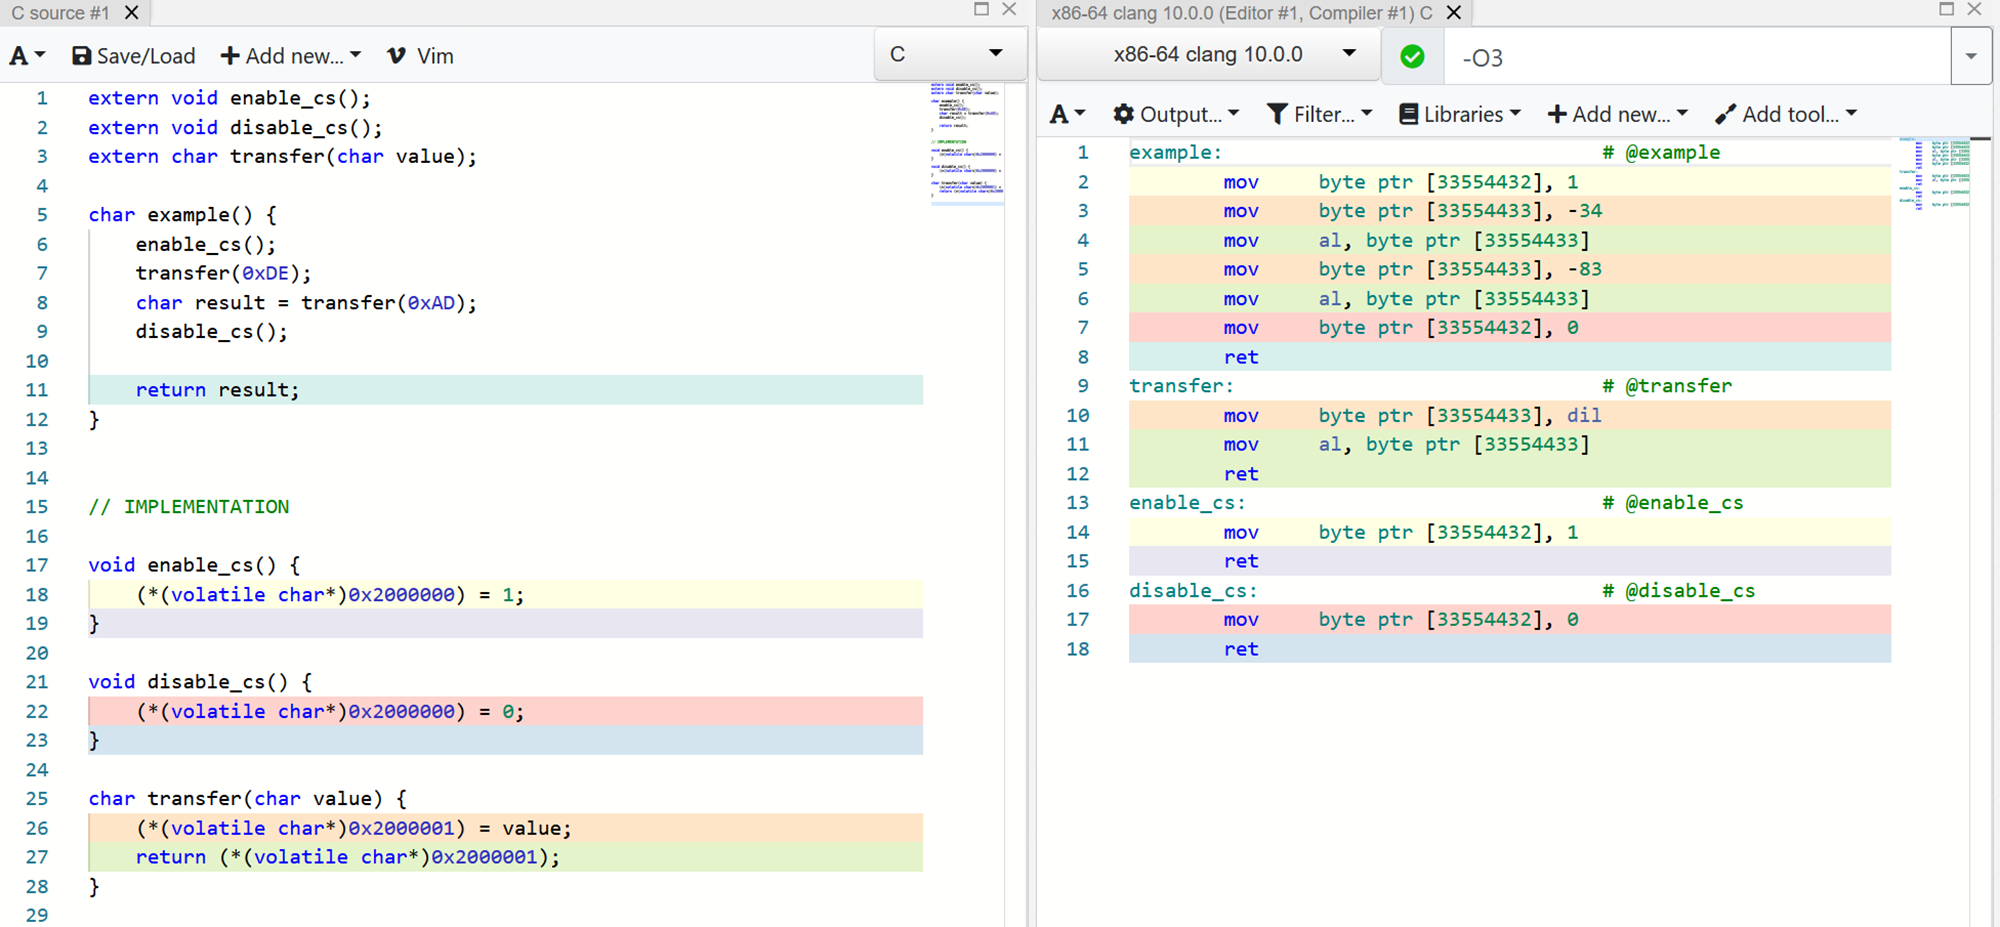 C source #1
A Save/Load Add new... Vim C
1 extern void enable_cs();
2 extern void disable_cs();
3 extern char transfer(char value);
4
5 char example() {
6 enable_cs();
7 transfer(0xDE);
8 char result = transfer(0xAD);
9 disable_cs();
10
11 return result;
12 }
13
14
15 // IMPLEMENTATION
16
17 void enable_cs() {
18 (*(volatile char*)0x2000000) = 1;
19 }
20
21 void disable_cs() {
22 (*(volatile char*)0x2000000) = 0;
23 }
24
25 char transfer(char value) {
26 (*(volatile char*)0x2000001) = value;
27 return (*(volatile char*)0x2000001);
28 }
29
x86-64 clang 10.0.0 (Editor #1, Compiler #1) C
x86-64 clang 10.0.0 -O3
A Output... Filter... Libraries Add new... Add tool...
1 example: # @example
2 mov byte ptr [33554432], 1
3 mov byte ptr [33554433], -34
4 mov al, byte ptr [33554433]
5 mov byte ptr [33554433], -83
6 mov al, byte ptr [33554433]
7 mov byte ptr [33554432], 0
8 ret
9 transfer: # @transfer
10 mov byte ptr [33554433], dil
11 mov al, byte ptr [33554433]
12 ret
13 enable_cs: # @enable_cs
14 mov byte ptr [33554432], 1
15 ret
16 disable_cs: # @disable_cs
17 mov byte ptr [33554432], 0
18 ret